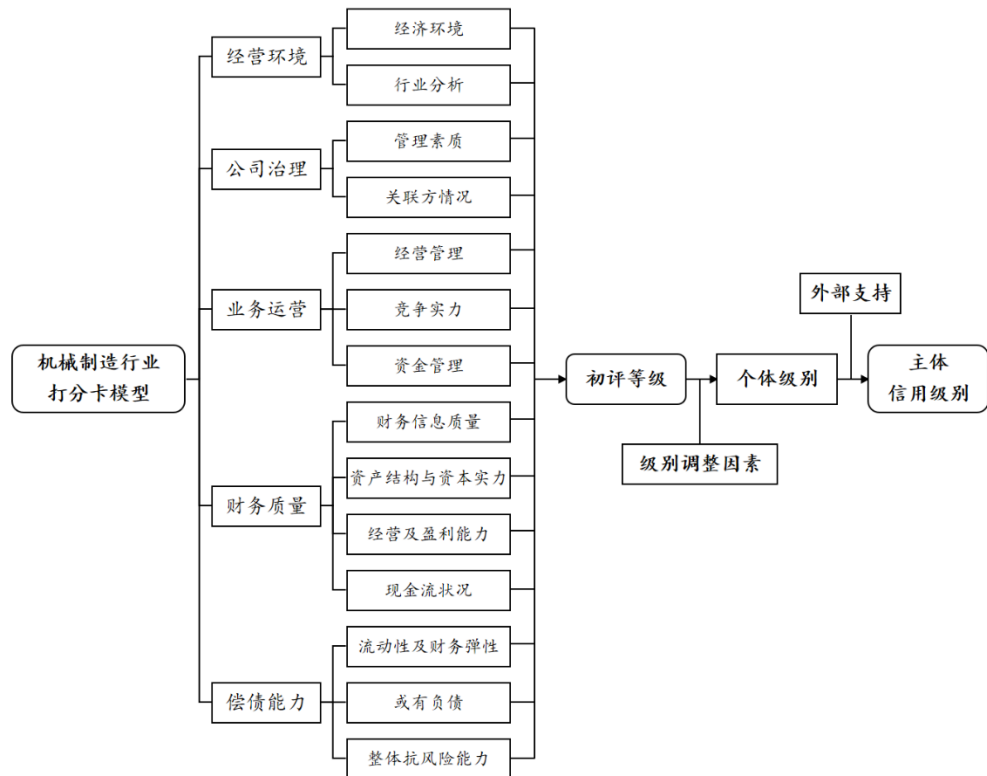 经济环境
经营环境
行业分析
管理素质
公司治理
关联方情况
经营管理
外部支持
业务运营
竞争实力
机械制造行业
打分卡模型
资金管理
初评等级
个体级别
主体
信用级别
财务信息质量
级别调整因素
资产结构与资本实力
财务质量
经营及盈利能力
现金流状况
流动性及财务弹性
偿债能力
或有负债
整体抗风险能力